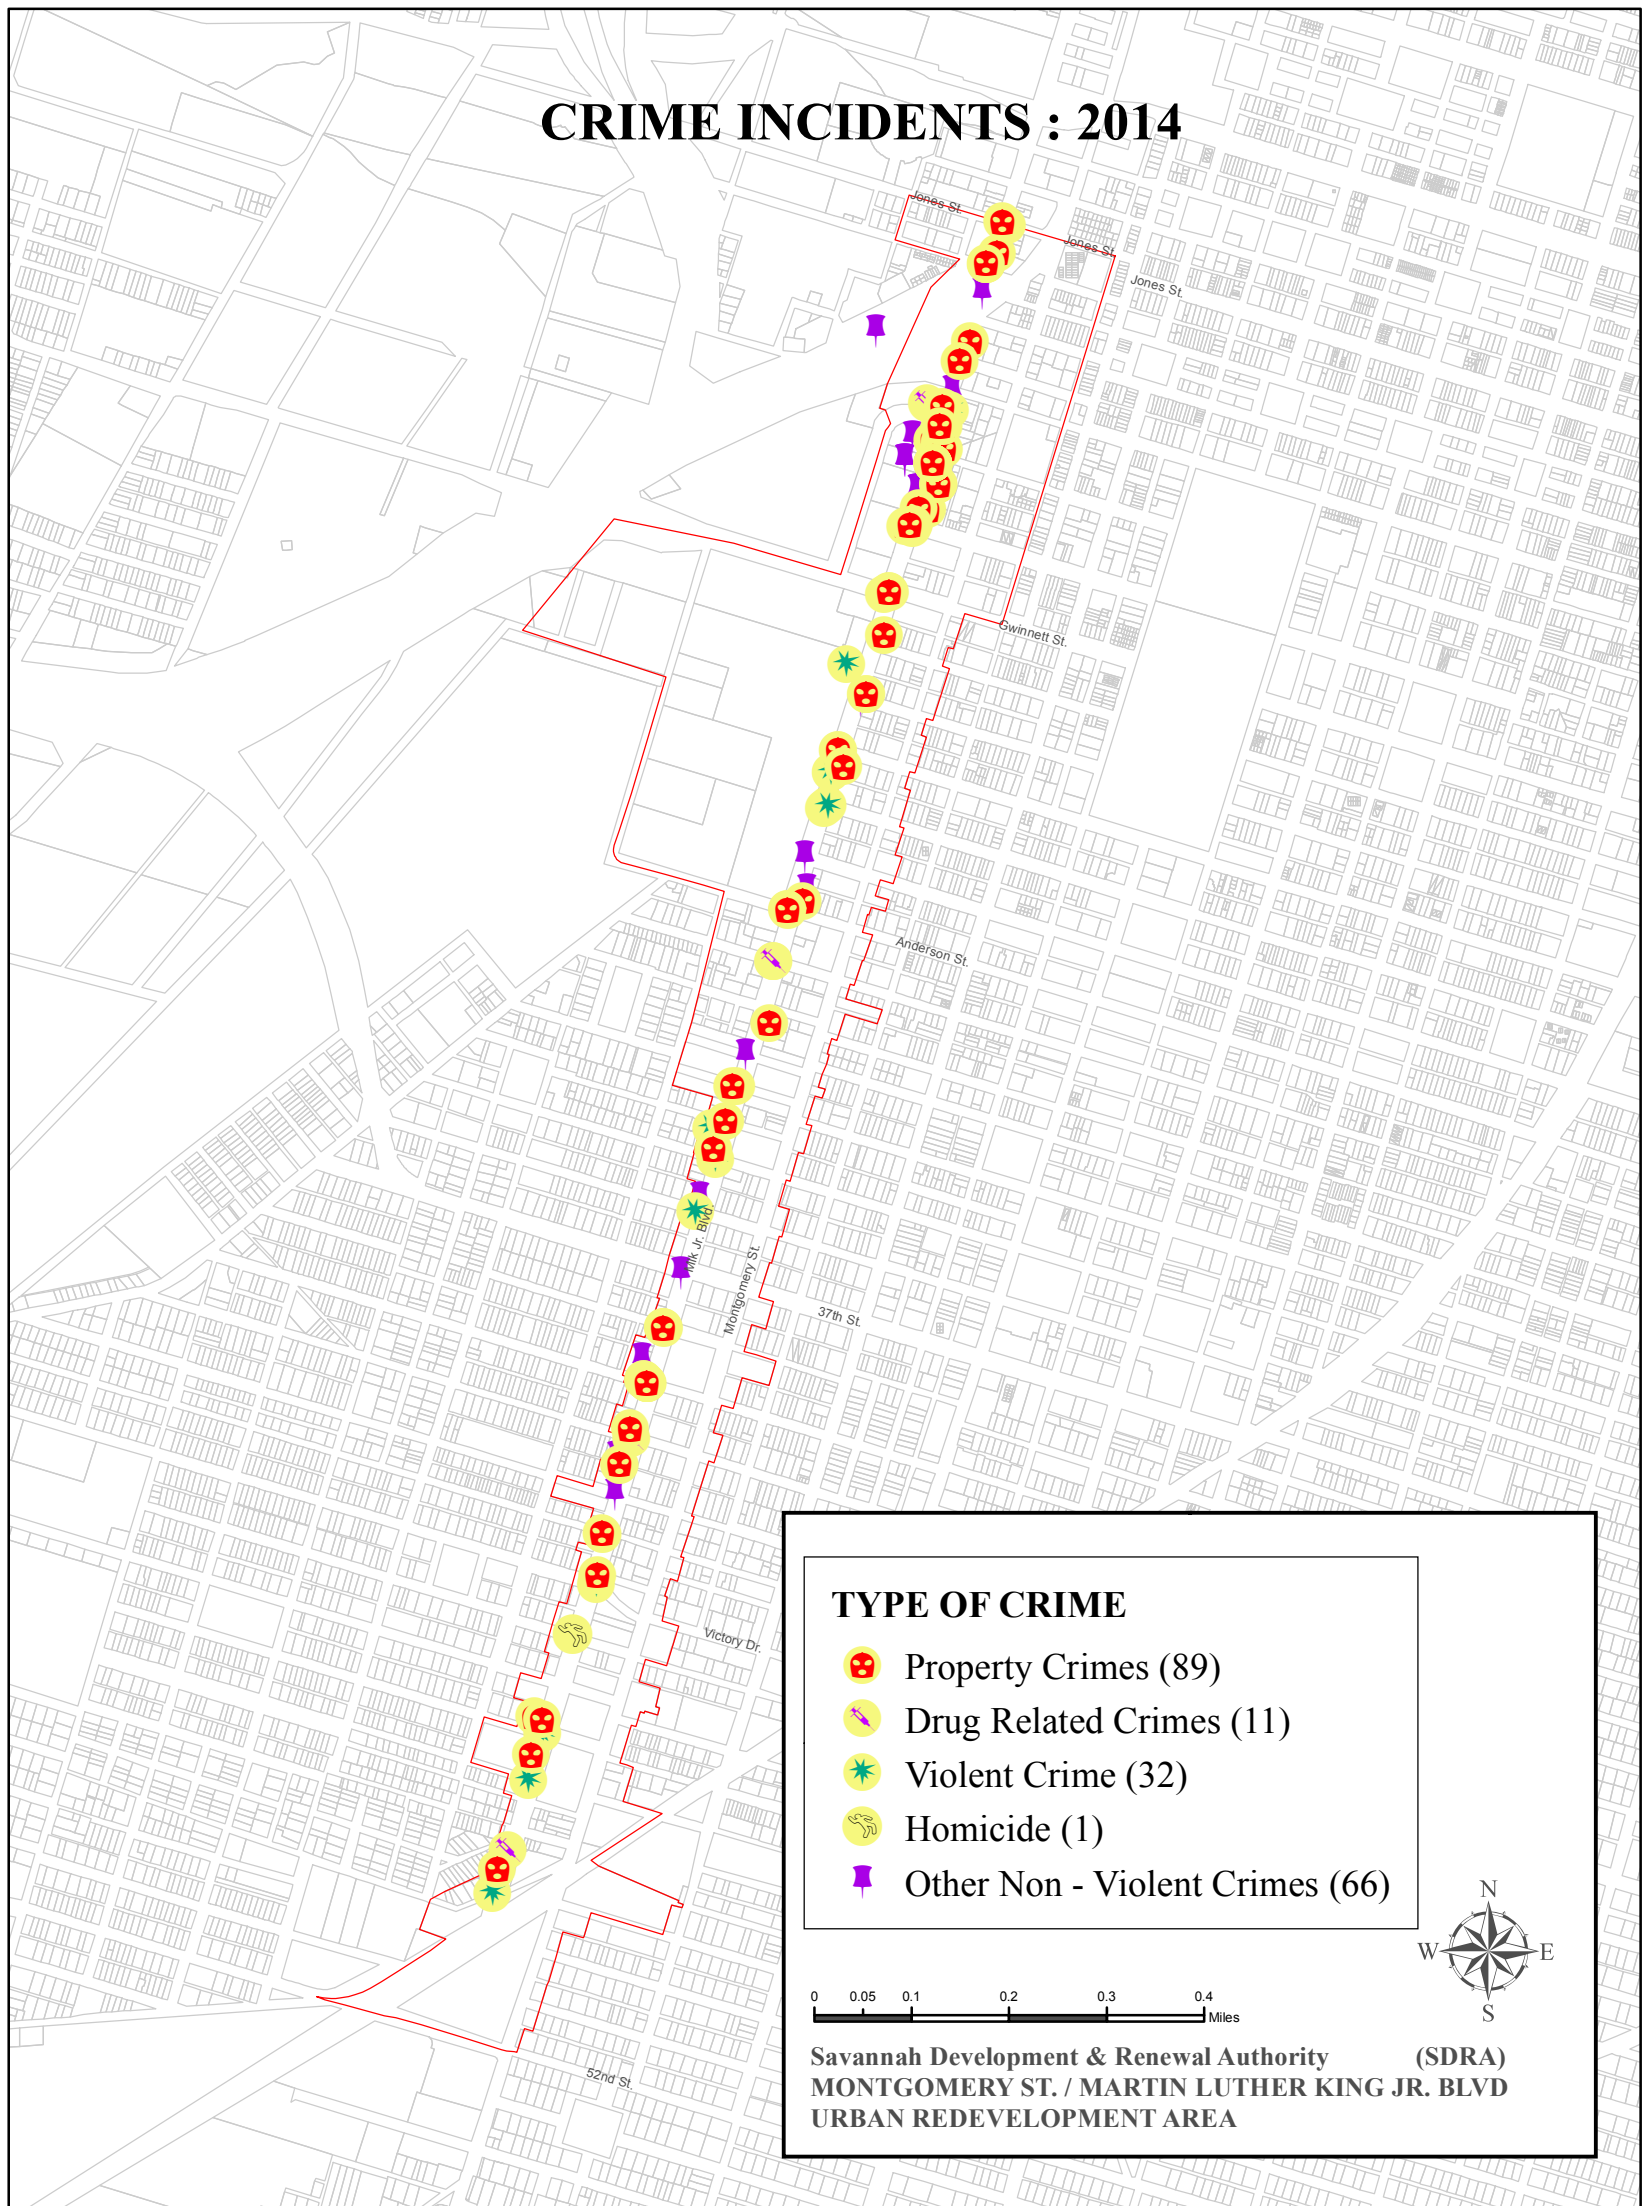 CRIME INCIDENTS : 2014
Jones St.
Jones St.
Jones St.
Gwinnett St.
Anderson St.
Mlk Jr. Blvd.
Montgomery St.
37th St.
Victory Dr.
52nd St.
TYPE OF CRIME
Property Crimes (89)
Drug Related Crimes (11)
Violent Crime (32)
Homicide (1)
Other Non - Violent Crimes (66)
N
W E
S
0 0.05 0.1 0.2 0.3 0.4
Miles
Savannah Development & Renewal Authority (SDRA)
MONTGOMERY ST. / MARTIN LUTHER KING JR. BLVD
URBAN REDEVELOPMENT AREA